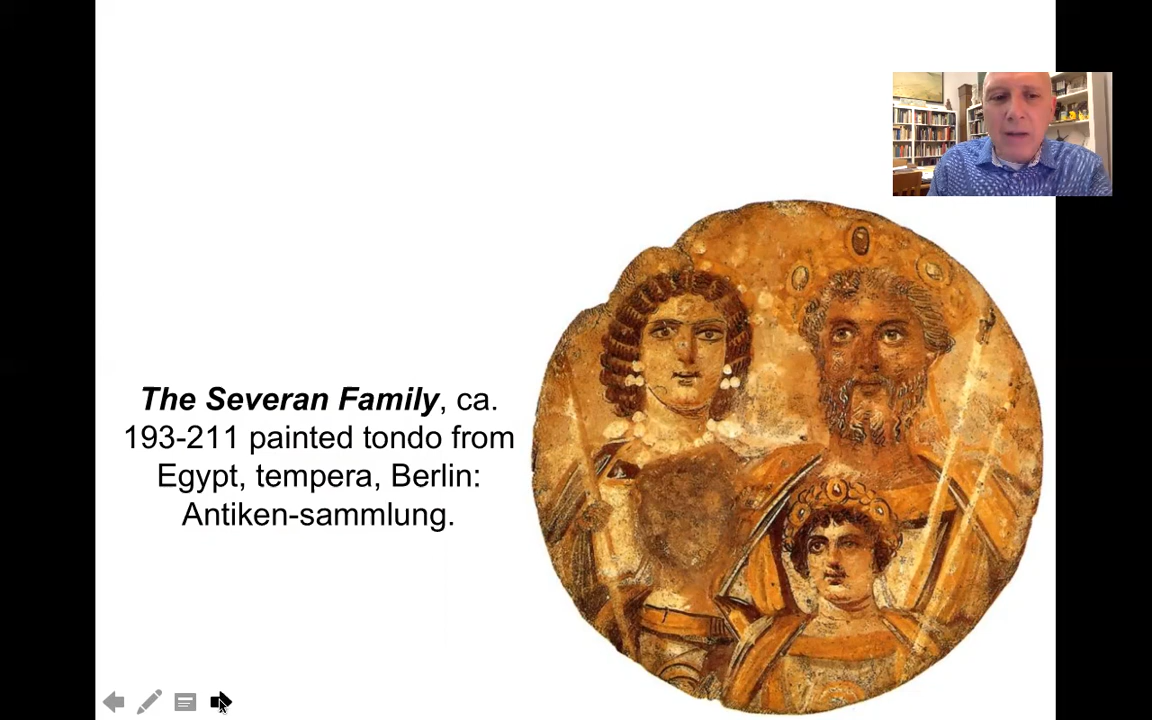 The Severan Family, ca.
193-211 painted tondo from
Egypt, tempera, Berlin:
Antiken-sammlung.